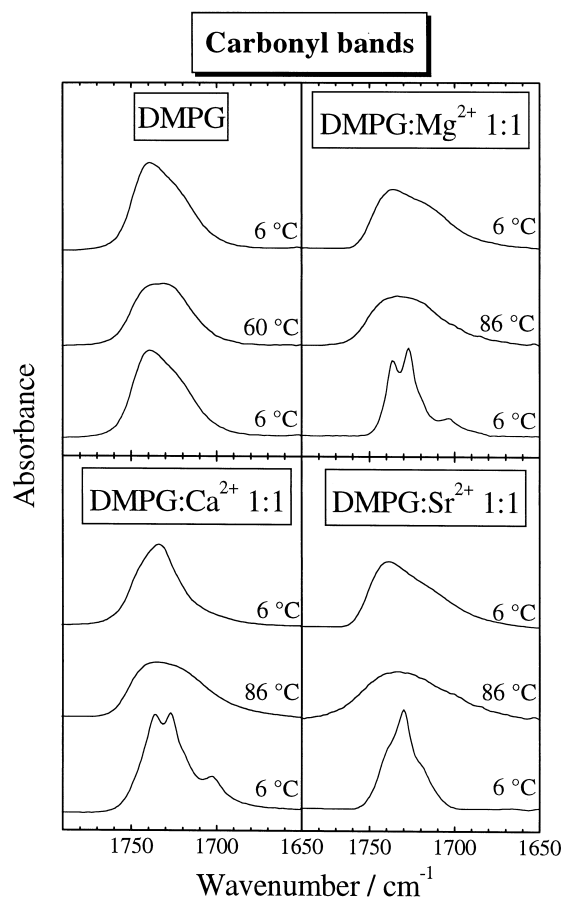 Carbonyl bands
DMPG
DMPG:Mg²⁺ 1:1
6 °C
6 °C
60 °C
86 °C
6 °C
6 °C
Absorbance
DMPG:Ca²⁺ 1:1
DMPG:Sr²⁺ 1:1
6 °C
6 °C
86 °C
86 °C
6 °C
6 °C
1750 1700 1650 1750 1700 1650
Wavenumber / cm⁻¹